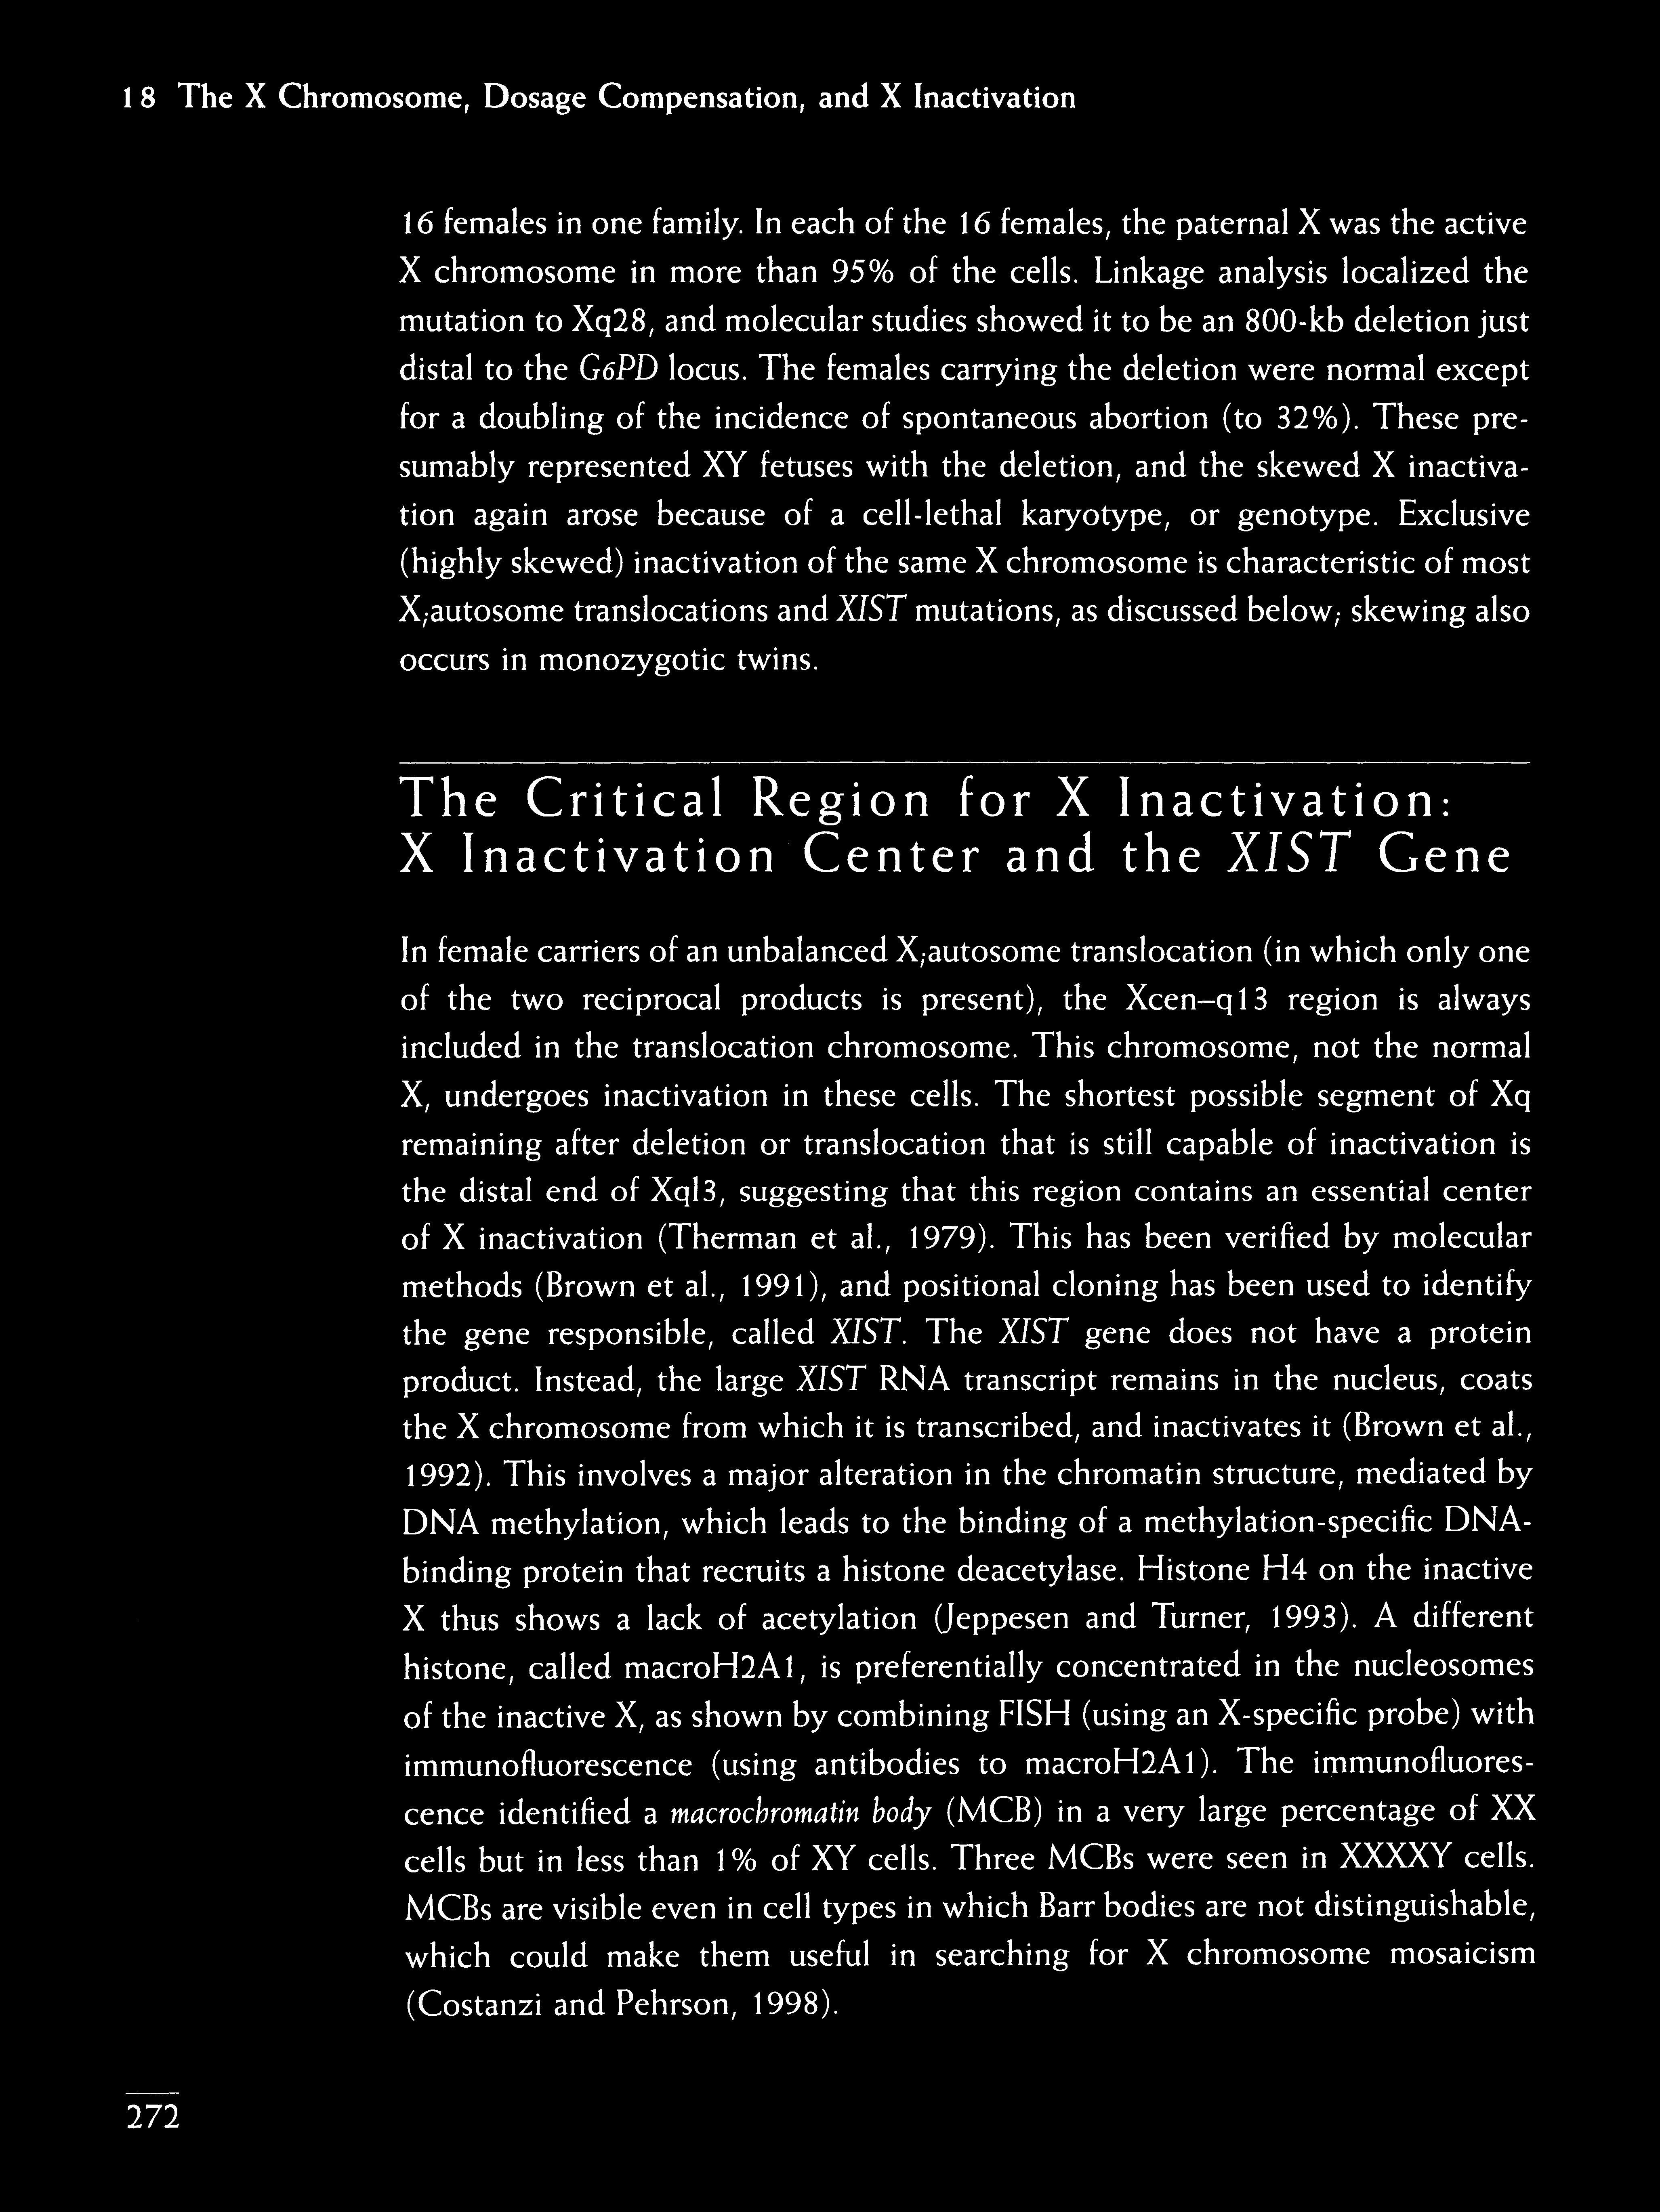 18 The X Chromosome, Dosage Compensation, and X Inactivation
16 females in one family. In each of the 16 females, the paternal X was the active
X chromosome in more than 95% of the cells. Linkage analysis localized the
mutation to Xq28, and molecular studies showed it to be an 800-kb deletion just
distal to the G6PD locus. The females carrying the deletion were normal except
for a doubling of the incidence of spontaneous abortion (to 32%). These pre-
sumably represented XY fetuses with the deletion, and the skewed X inactiva-
tion again arose because of a cell-lethal karyotype, or genotype. Exclusive
(highly skewed) inactivation of the same X chromosome is characteristic of most
X;autosome translocations and XIST mutations, as discussed below; skewing also
occurs in monozygotic twins.
The Critical Region for X Inactivation:
X Inactivation Center and the XIST Gene
In female carriers of an unbalanced X;autosome translocation (in which only one
of the two reciprocal products is present), the Xcen–q13 region is always
included in the translocation chromosome. This chromosome, not the normal
X, undergoes inactivation in these cells. The shortest possible segment of Xq
remaining after deletion or translocation that is still capable of inactivation is
the distal end of Xq13, suggesting that this region contains an essential center
of X inactivation (Therman et al., 1979). This has been verified by molecular
methods (Brown et al., 1991), and positional cloning has been used to identify
the gene responsible, called XIST. The XIST gene does not have a protein
product. Instead, the large XIST RNA transcript remains in the nucleus, coats
the X chromosome from which it is transcribed, and inactivates it (Brown et al.,
1992). This involves a major alteration in the chromatin structure, mediated by
DNA methylation, which leads to the binding of a methylation-specific DNA-
binding protein that recruits a histone deacetylase. Histone H4 on the inactive
X thus shows a lack of acetylation (Jeppesen and Turner, 1993). A different
histone, called macroH2A1, is preferentially concentrated in the nucleosomes
of the inactive X, as shown by combining FISH (using an X-specific probe) with
immunofluorescence (using antibodies to macroH2A1). The immunofluores-
cence identified a macrochromatin body (MCB) in a very large percentage of XX
cells but in less than 1% of XY cells. Three MCBs were seen in XXXXY cells.
MCBs are visible even in cell types in which Barr bodies are not distinguishable,
which could make them useful in searching for X chromosome mosaicism
(Costanzi and Pehrson, 1998).
272